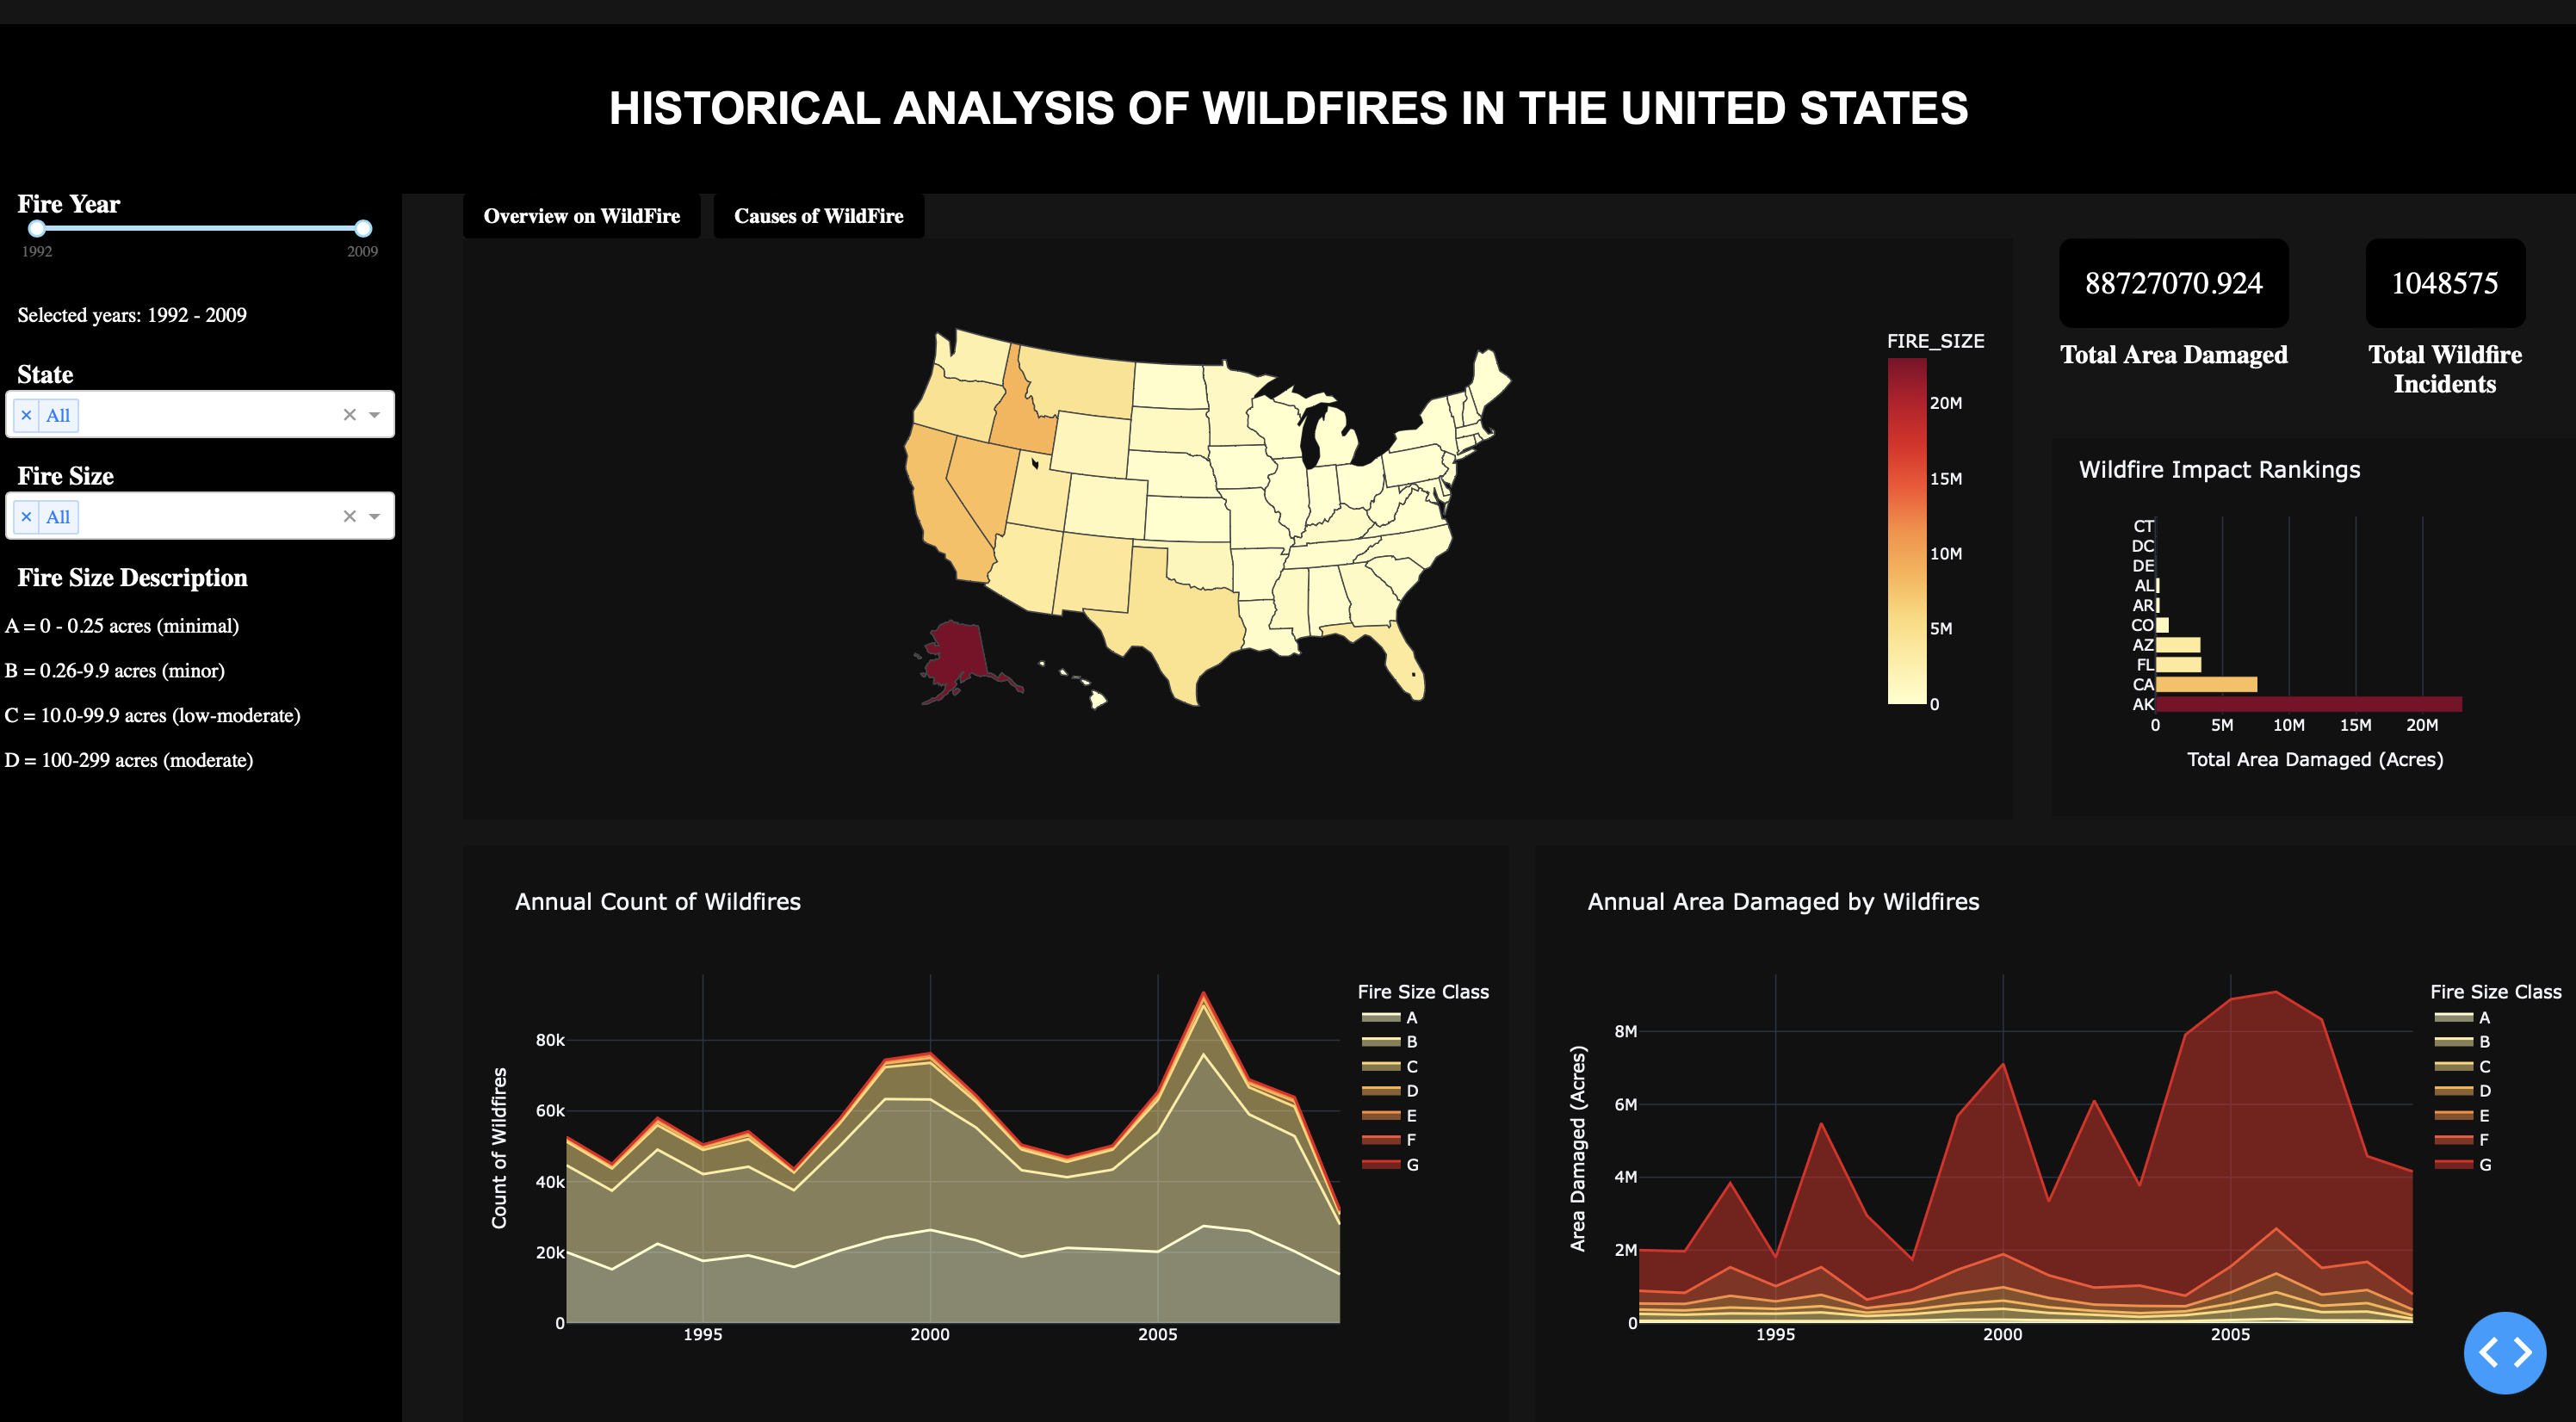 HISTORICAL ANALYSIS OF WILDFIRES IN THE UNITED STATES
Fire Year
1992
2009
Selected years: 1992 - 2009
State
× All
Fire Size
× All
Fire Size Description
A = 0 - 0.25 acres (minimal)
B = 0.26-9.9 acres (minor)
C = 10.0-99.9 acres (low-moderate)
D = 100-299 acres (moderate)
Overview on WildFire
Causes of WildFire
FIRE_SIZE
20M
15M
10M
5M
0
88727070.924
Total Area Damaged
1048575
Total Wildfire
Incidents
Wildfire Impact Rankings
CT
DC
DE
AL
AR
CO
AZ
FL
CA
AK
0 5M 10M 15M 20M
Total Area Damaged (Acres)
Annual Count of Wildfires
Count of Wildfires
80k
60k
40k
20k
0
1995 2000 2005
Fire Size Class
A
B
C
D
E
F
G
Annual Area Damaged by Wildfires
Area Damaged (Acres)
8M
6M
4M
2M
0
1995 2000 2005
Fire Size Class
A
B
C
D
E
F
G